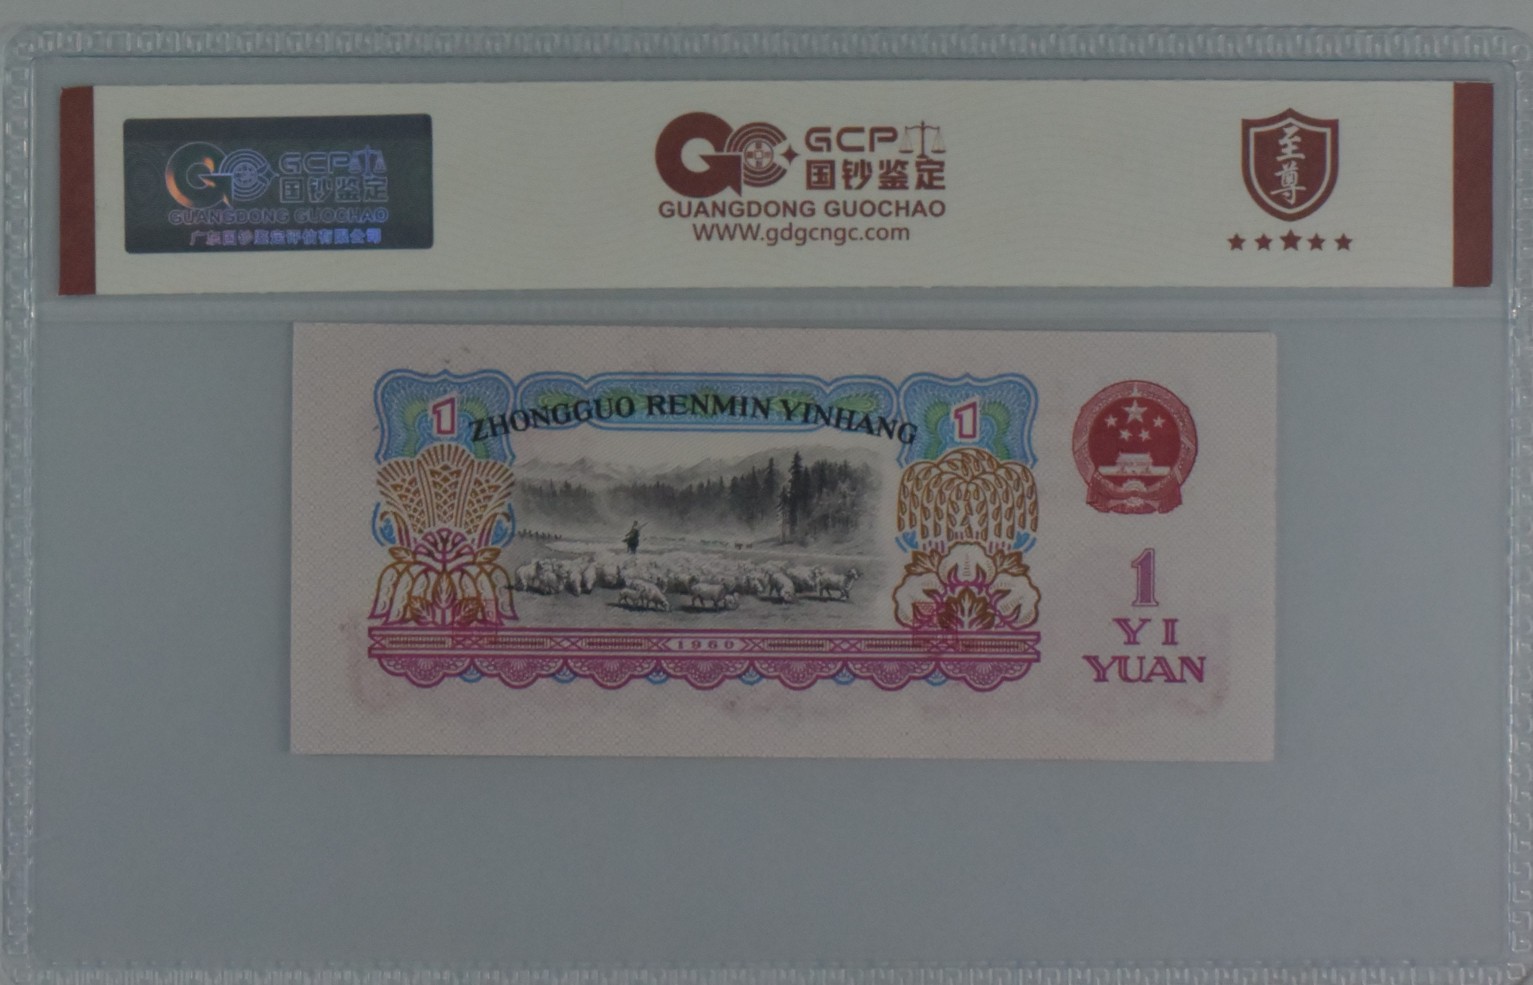 GCP
国钞鉴定
GUANGDONG GUOCHAO
广东国钞鉴定评估有限公司
GCP
国钞鉴定
GUANGDONG GUOCHAO
WWW.gdgcngc.com
至尊
1 ZHONGGUO RENMIN YINHANG 1
1960
1
YI
YUAN